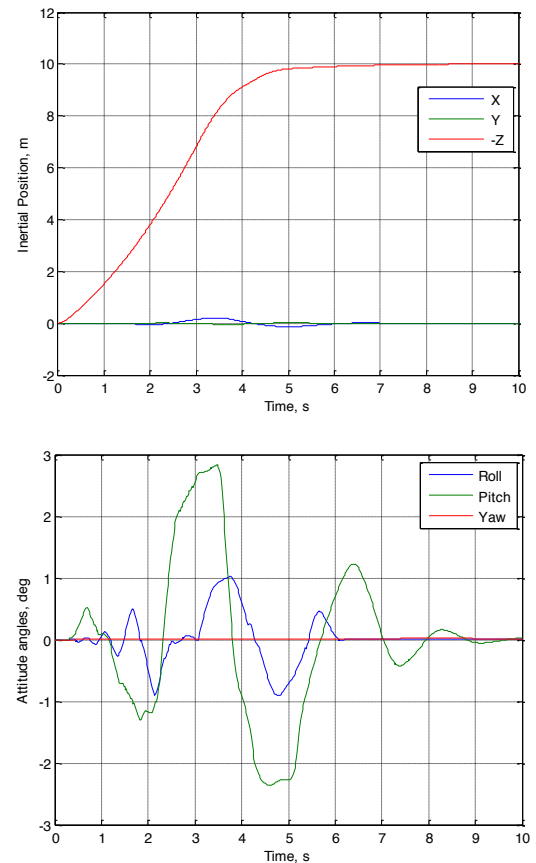 12
10
8
6
4
2
0
-2
Inertial Position, m
X
Y
-Z
0 1 2 3 4 5 6 7 8 9 10
Time, s
3
2
1
0
-1
-2
-3
Attitude angles, deg
Roll
Pitch
Yaw
0 1 2 3 4 5 6 7 8 9 10
Time, s